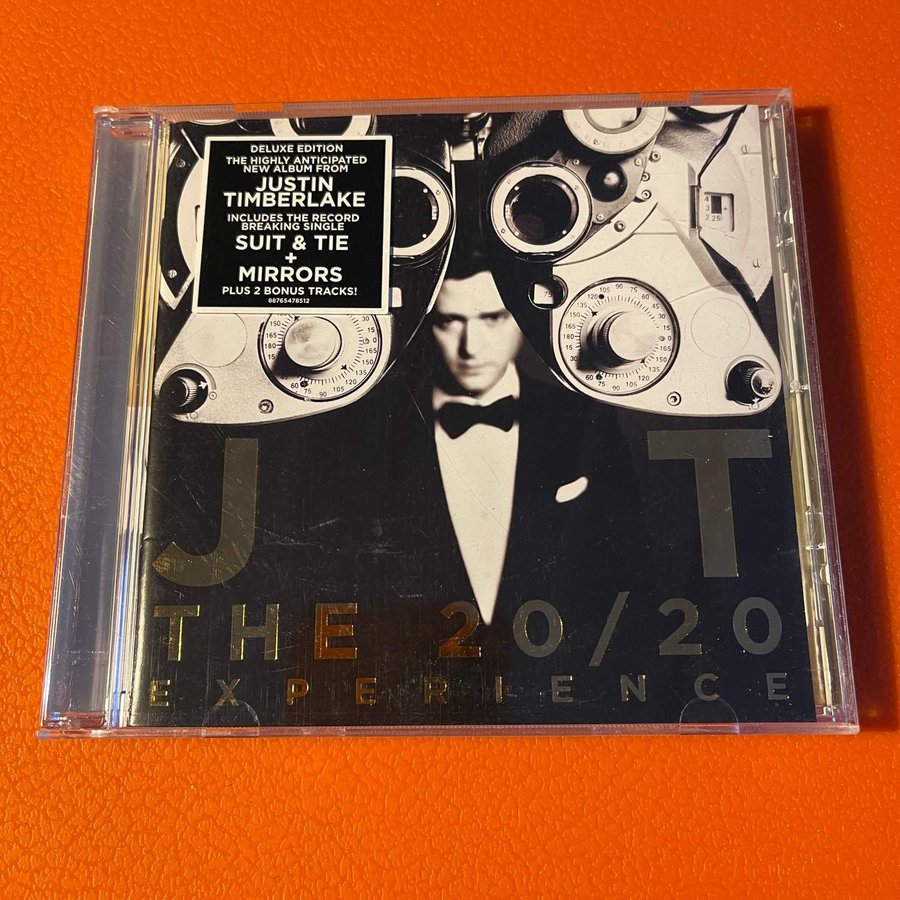 DELUXE EDITION
THE HIGHLY ANTICIPATED
NEW ALBUM FROM
JUSTIN
TIMBERLAKE
INCLUDES THE RECORD
BREAKING SINGLE
SUIT & TIE
+
MIRRORS
PLUS 2 BONUS TRACKS!
88765478512
J T
THE 20/20
EXPERIENCE